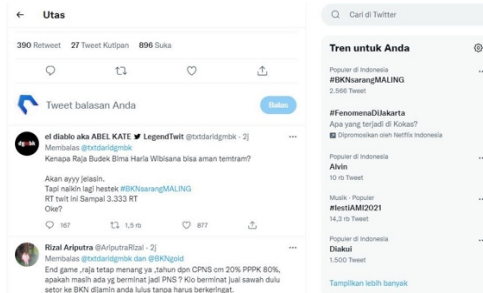 Utas
390 Retweet 27 Tweet Kutipan 896 Suka
Tweet balasan Anda
Balas
el diablo aka ABEL KATE LegendTwit @txtdaridgmbk · 2j
Membalas @txtdaridgmbk
Kenapa Raja Budek Bima Haria Wibisana bisa aman temtram?
Akan ayyy jelasin.
Tapi naikin lagi hestek #BKNsarangMALING
RT twit ini Sampai 3.333 RT
Oke?
167 1,5 rb 877
Rizal Ariputra @AriputraRizal · 2j
Membalas @txtdaridgmbk dan @BKNgoid
End game ,raja tetap menang ya ,tahun dpn CPNS cm 20% PPPK 80%,
apakah masih ada yg berminat jadi PNS ? Klo berminat jual sawah dulu
setor ke BKN dijamin anda lulus tanpa harus berkeringat.
Cari di Twitter
Tren untuk Anda
Populer di Indonesia
#BKNsarangMALING
2.566 Tweet
#FenomenaDiJakarta
Apa yang terjadi di Kokas?
Dipromosikan oleh Netflix Indonesia
Populer di Indonesia
Alvin
10 rb Tweet
Musik · Populer
#lestiAMI2021
14,3 rb Tweet
Populer di Indonesia
Diakui
1.500 Tweet
Tampilkan lebih banyak